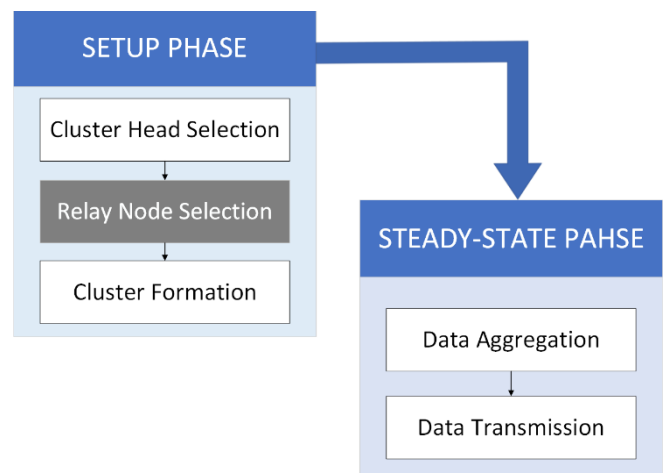 SETUP PHASE
Cluster Head Selection
Relay Node Selection
Cluster Formation
STEADY-STATE PAHSE
Data Aggregation
Data Transmission